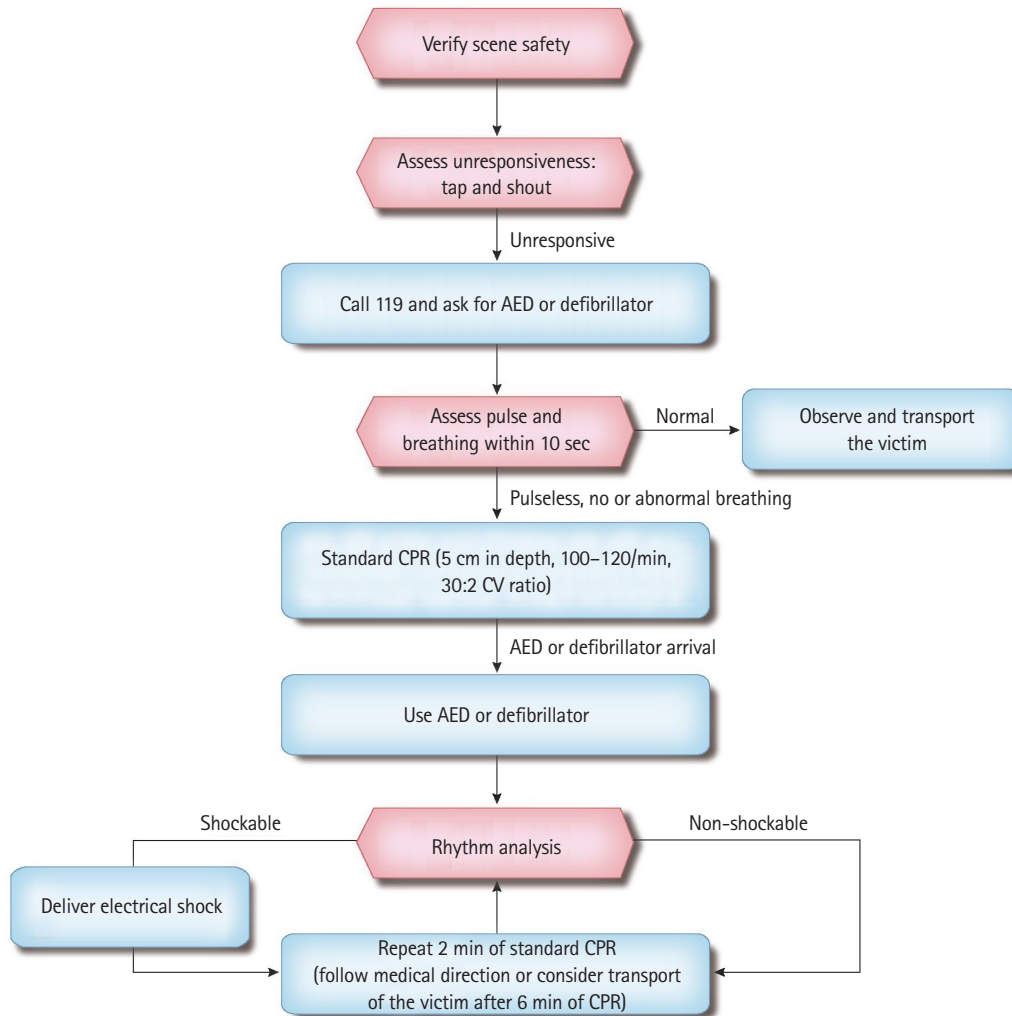 Verify scene safety
Assess unresponsiveness:
tap and shout
Unresponsive
Call 119 and ask for AED or defibrillator
Assess pulse and
breathing within 10 sec
Normal
Observe and transport
the victim
Pulseless, no or abnormal breathing
Standard CPR (5 cm in depth, 100–120/min,
30:2 CV ratio)
AED or defibrillator arrival
Use AED or defibrillator
Shockable
Rhythm analysis
Non-shockable
Deliver electrical shock
Repeat 2 min of standard CPR
(follow medical direction or consider transport
of the victim after 6 min of CPR)